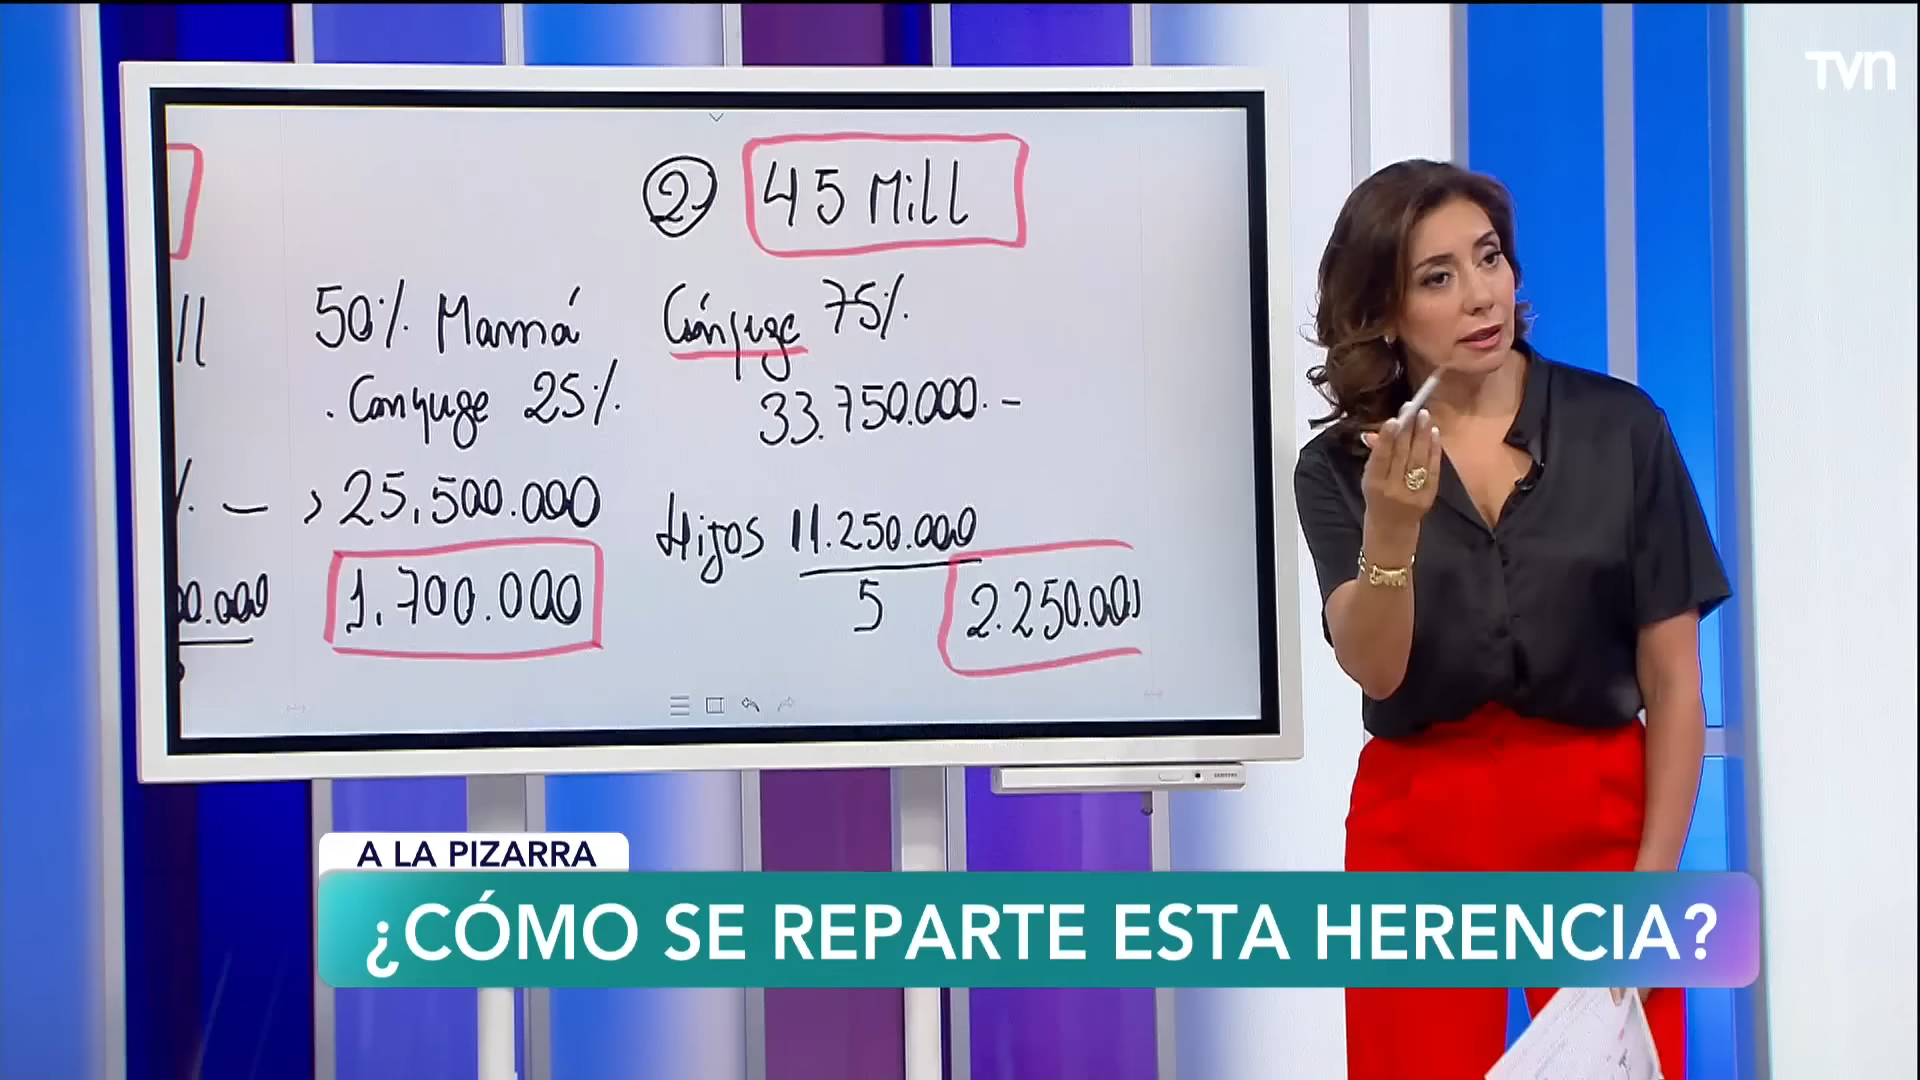 TVN
② 45 Mill
50% Mamá
. Cónyuge 25%
25.500.000
1.700.000
Cónyuge 75%.
33.750.000.-
Hijos 11.250.000
5
2.250.000
A LA PIZARRA
¿CÓMO SE REPARTE ESTA HERENCIA?